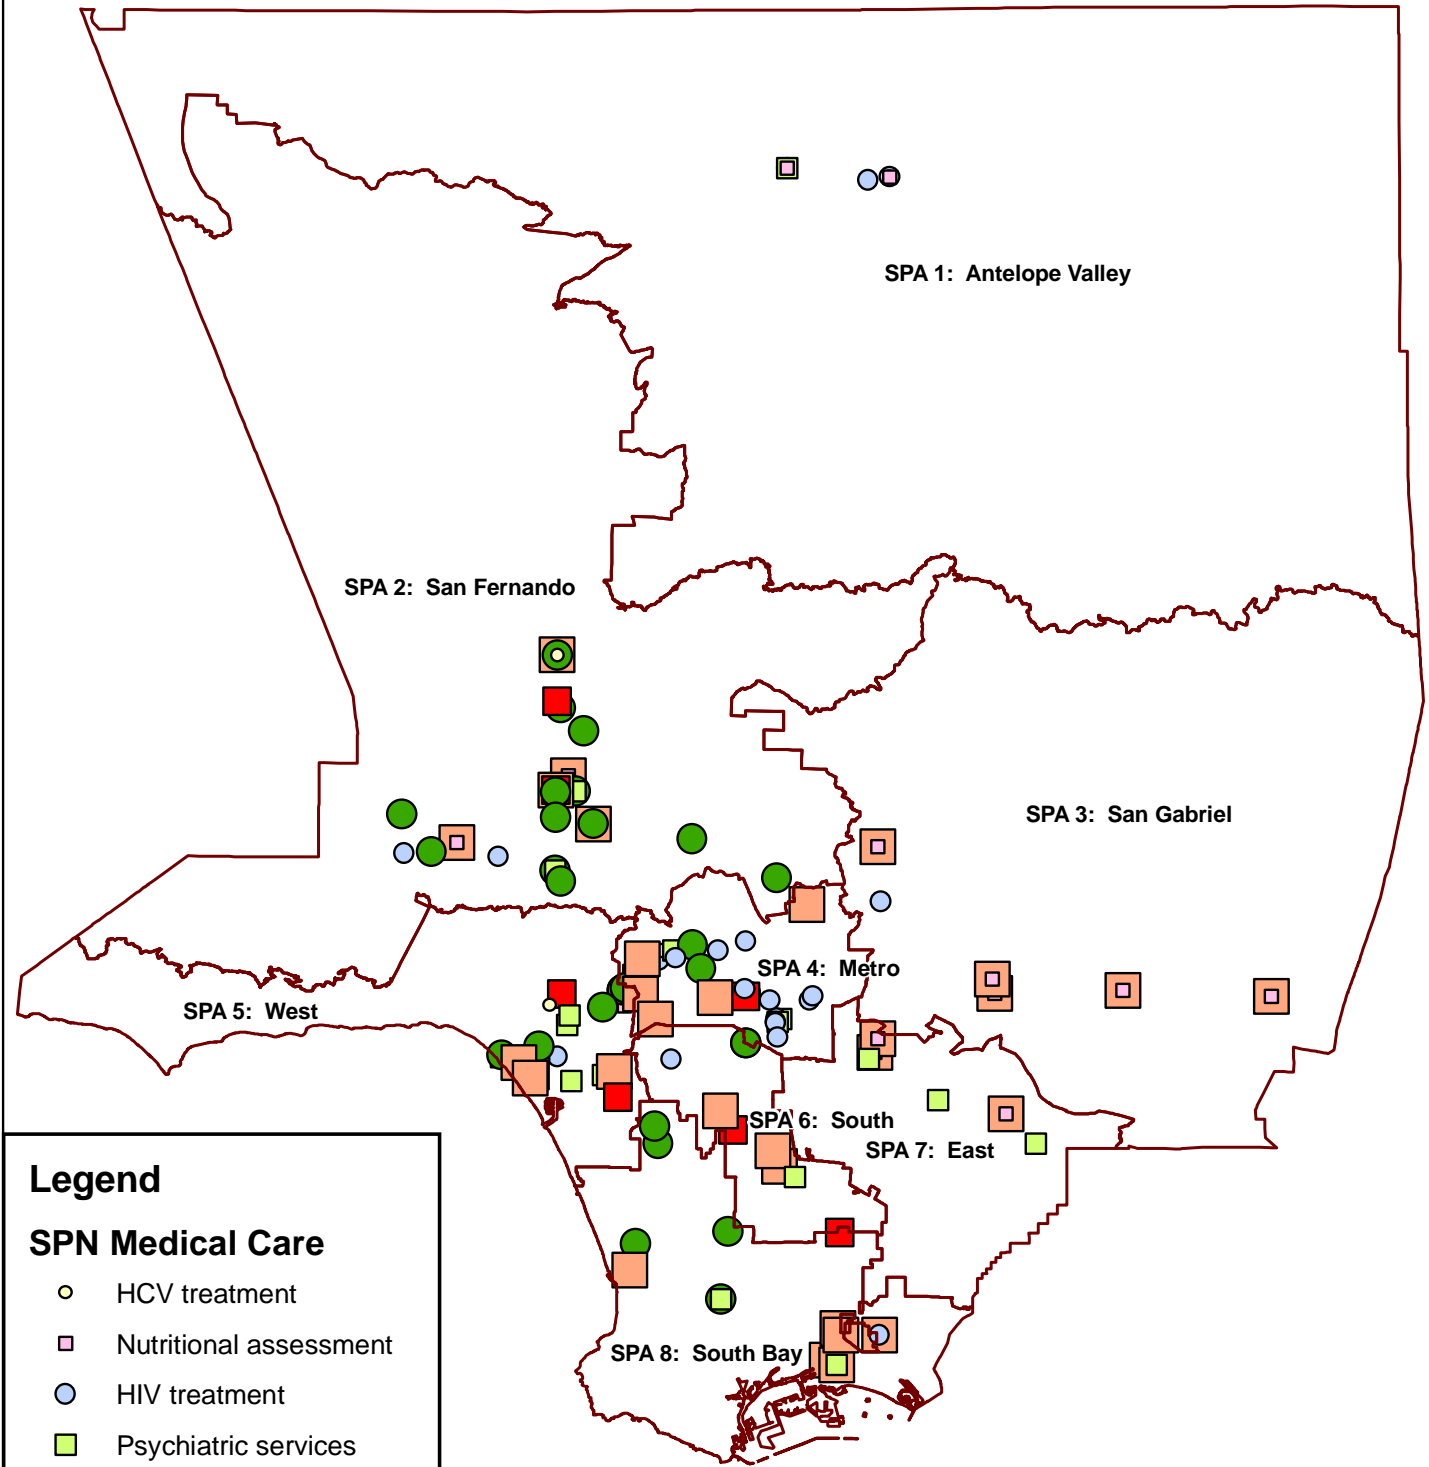 SPA 1: Antelope Valley
SPA 2: San Fernando
SPA 3: San Gabriel
SPA 4: Metro
SPA 5: West
SPA 6: South
SPA 7: East
SPA 8: South Bay
Legend
SPN Medical Care
HCV treatment
Nutritional assessment
HIV treatment
Psychiatric services